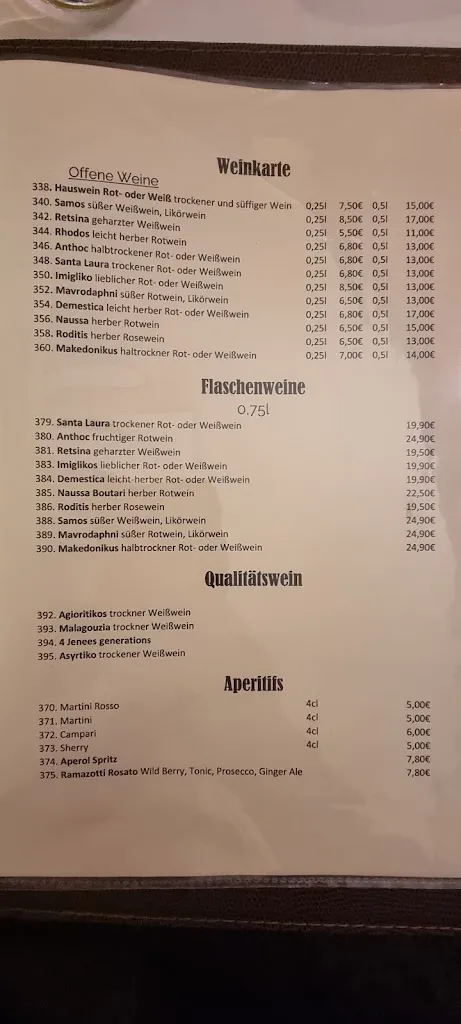 Weinkarte
Offene Weine
338. Hauswein Rot- oder Weiß trockener und süffiger Wein 0,25l 7,50€ 0,5l 15,00€
340. Samos süßer Weißwein, Likörwein 0,25l 8,50€ 0,5l 17,00€
342. Retsina geharzter Weißwein 0,25l 5,50€ 0,5l 11,00€
344. Rhodos leicht herber Rotwein 0,25l 6,80€ 0,5l 13,00€
346. Anthoc halbtrockener Rot- oder Weißwein 0,25l 6,80€ 0,5l 13,00€
348. Santa Laura trockener Rot- oder Weißwein 0,25l 6,80€ 0,5l 13,00€
350. Imigliko lieblicher Rot- oder Weißwein 0,25l 8,50€ 0,5l 13,00€
352. Mavrodaphni süßer Rotwein, Likörwein 0,25l 6,50€ 0,5l 13,00€
354. Demestica leicht herber Rot- oder Weißwein 0,25l 6,80€ 0,5l 17,00€
356. Naussa herber Rotwein 0,25l 6,50€ 0,5l 15,00€
358. Roditis herber Rosewein 0,25l 6,50€ 0,5l 13,00€
360. Makedonikus haltrockner Rot- oder Weißwein 0,25l 7,00€ 0,5l 14,00€
Flaschenweine
0,75l
379. Santa Laura trockener Rot- oder Weißwein 19,90€
380. Anthoc fruchtiger Rotwein 24,90€
381. Retsina geharzter Weißwein 19,50€
383. Imiglikos lieblicher Rot- oder Weißwein 19,90€
384. Demestica leicht-herber Rot- oder Weißwein 19,90€
385. Naussa Boutari herber Rotwein 22,50€
386. Roditis herber Rosewein 19,50€
388. Samos süßer Weißwein, Likörwein 24,90€
389. Mavrodaphni süßer Rotwein, Likörwein 24,90€
390. Makedonikus halbtrockner Rot- oder Weißwein 24,90€
Qualitätswein
392. Agioritikos trockner Weißwein
393. Malagouzia trockner Weißwein
394. 4 Jenees generations
395. Asyrtiko trockener Weißwein
Aperitifs
370. Martini Rosso 4cl 5,00€
371. Martini 4cl 5,00€
372. Campari 4cl 6,00€
373. Sherry 4cl 5,00€
374. Aperol Spritz 7,80€
375. Ramazotti Rosato Wild Berry, Tonic, Prosecco, Ginger Ale 7,80€